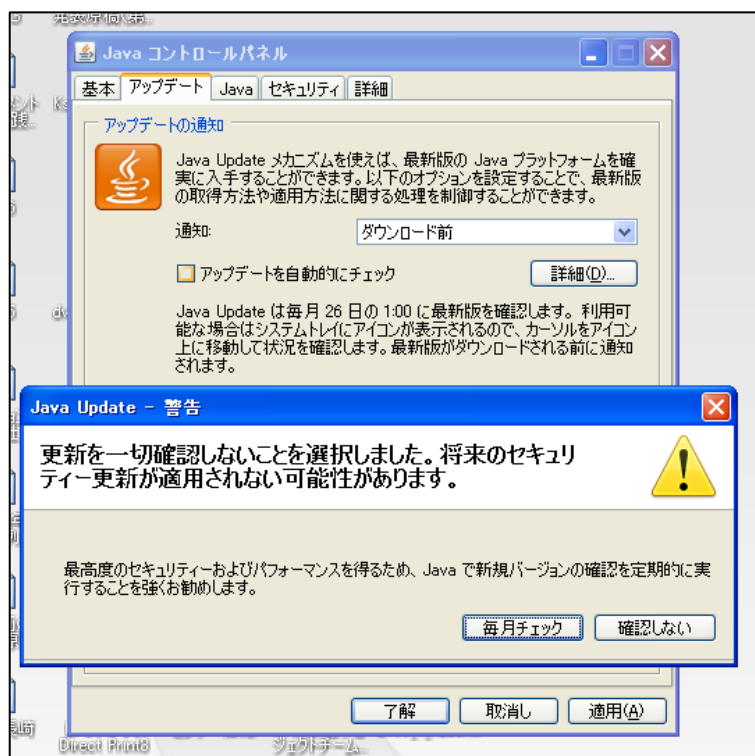 Java コントロールパネル
基本 アップデート Java セキュリティ 詳細
アップデートの通知
Java Update メカニズムを使えば、最新版の Java プラットフォームを確
実に入手することができます。以下のオプションを設定することで、最新版
の取得方法や適用方法に関する処理を制御することができます。
通知: ダウンロード前
アップデートを自動的にチェック 詳細(D)...
Java Update は毎月 26 日の 1:00 に最新版を確認します。利用可
能な場合はシステムトレイにアイコンが表示されるので、カーソルをアイコン
上に移動して状況を確認します。最新版がダウンロードされる前に通知
されます。
Java Update - 警告
更新を一切確認しないことを選択しました。将来のセキュリ
ティー更新が適用されない可能性があります。
最高度のセキュリティーおよびパフォーマンスを得るため、Java で新規バージョンの確認を定期的に実
行することを強くお勧めします。
毎月チェック 確認しない
了解 取消し 適用(A)
Direct Print8